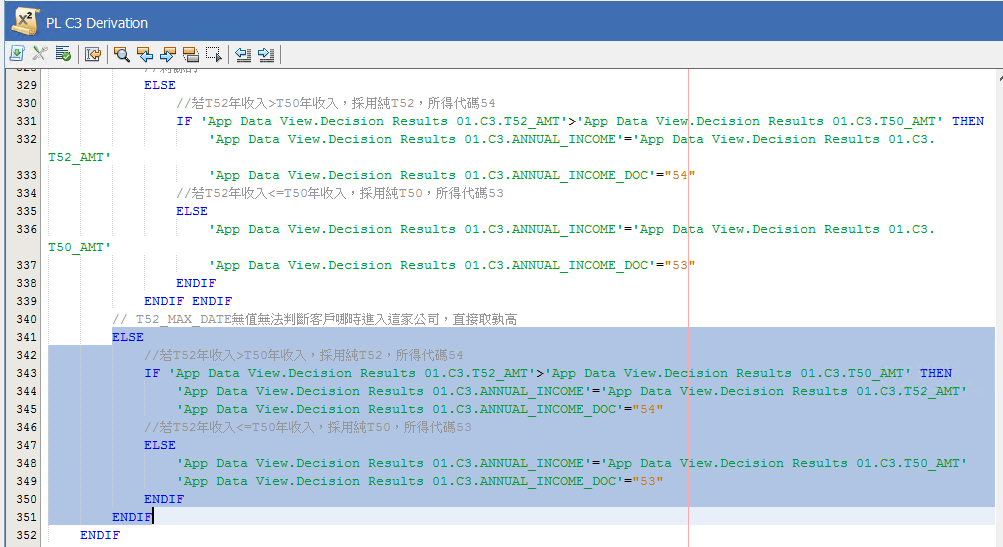 PL C3 Derivation
329 ELSE
330 //若T52年收入>T50年收入，採用純T52，所得代碼54
331 IF 'App Data View.Decision Results 01.C3.T52_AMT'>'App Data View.Decision Results 01.C3.T50_AMT' THEN
332 'App Data View.Decision Results 01.C3.ANNUAL_INCOME'='App Data View.Decision Results 01.C3.
T52_AMT'
333 'App Data View.Decision Results 01.C3.ANNUAL_INCOME_DOC'="54"
334 //若T52年收入<=T50年收入，採用純T50，所得代碼53
335 ELSE
336 'App Data View.Decision Results 01.C3.ANNUAL_INCOME'='App Data View.Decision Results 01.C3.
T50_AMT'
337 'App Data View.Decision Results 01.C3.ANNUAL_INCOME_DOC'="53"
338 ENDIF
339 ENDIF ENDIF
340 // T52_MAX_DATE無值無法判斷客戶哪時進入這家公司，直接取孰高
341 ELSE
342 //若T52年收入>T50年收入，採用純T52，所得代碼54
343 IF 'App Data View.Decision Results 01.C3.T52_AMT'>'App Data View.Decision Results 01.C3.T50_AMT' THEN
344 'App Data View.Decision Results 01.C3.ANNUAL_INCOME'='App Data View.Decision Results 01.C3.T52_AMT'
345 'App Data View.Decision Results 01.C3.ANNUAL_INCOME_DOC'="54"
346 //若T52年收入<=T50年收入，採用純T50，所得代碼53
347 ELSE
348 'App Data View.Decision Results 01.C3.ANNUAL_INCOME'='App Data View.Decision Results 01.C3.T50_AMT'
349 'App Data View.Decision Results 01.C3.ANNUAL_INCOME_DOC'="53"
350 ENDIF
351 ENDIF
352 ENDIF